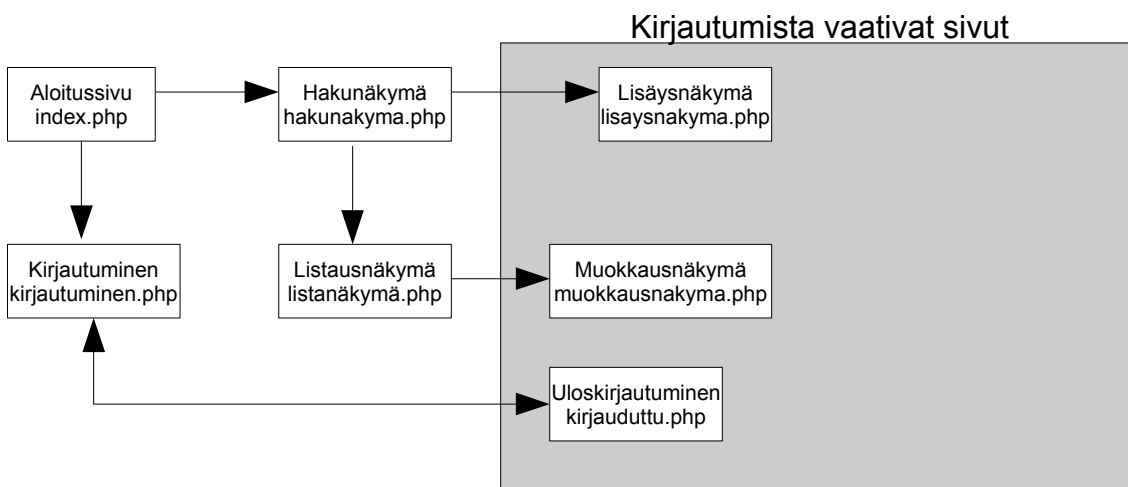 Kirjautumista vaativat sivut
Aloitussivu
index.php
Hakunäkymä
hakunakyma.php
Lisäysnäkymä
lisaysnakyma.php
Kirjautuminen
kirjautuminen.php
Listausnäkymä
listanäkymä.php
Muokkausnäkymä
muokkausnakyma.php
Uloskirjautuminen
kirjauduttu.php